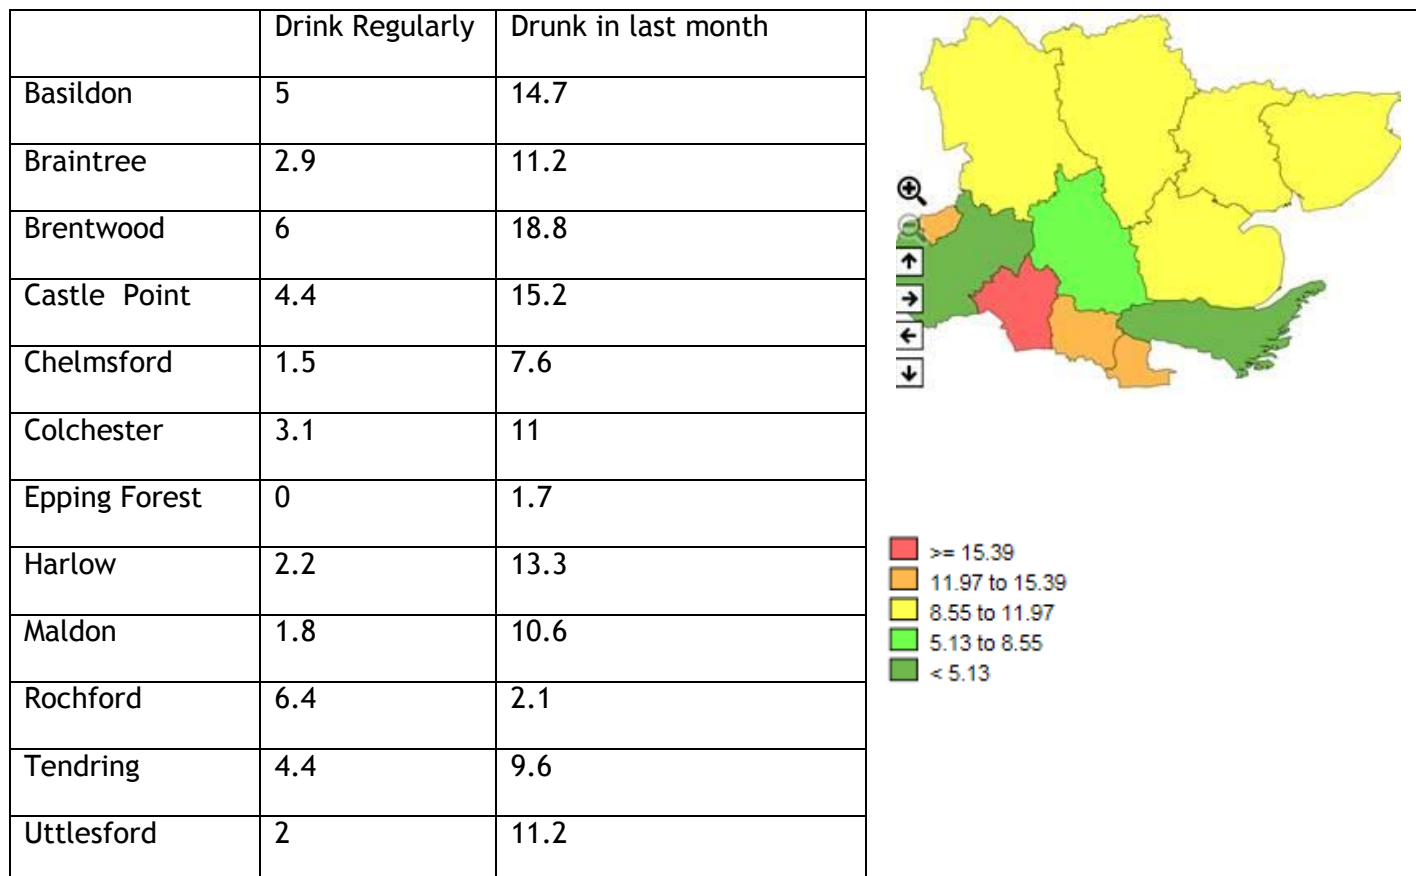 Drink Regularly Drunk in last month
Basildon 5 14.7
Braintree 2.9 11.2
Brentwood 6 18.8
Castle Point 4.4 15.2
Chelmsford 1.5 7.6
Colchester 3.1 11
Epping Forest 0 1.7
Harlow 2.2 13.3
Maldon 1.8 10.6
Rochford 6.4 2.1
Tendring 4.4 9.6
Uttlesford 2 11.2
>= 15.39
11.97 to 15.39
8.55 to 11.97
5.13 to 8.55
< 5.13